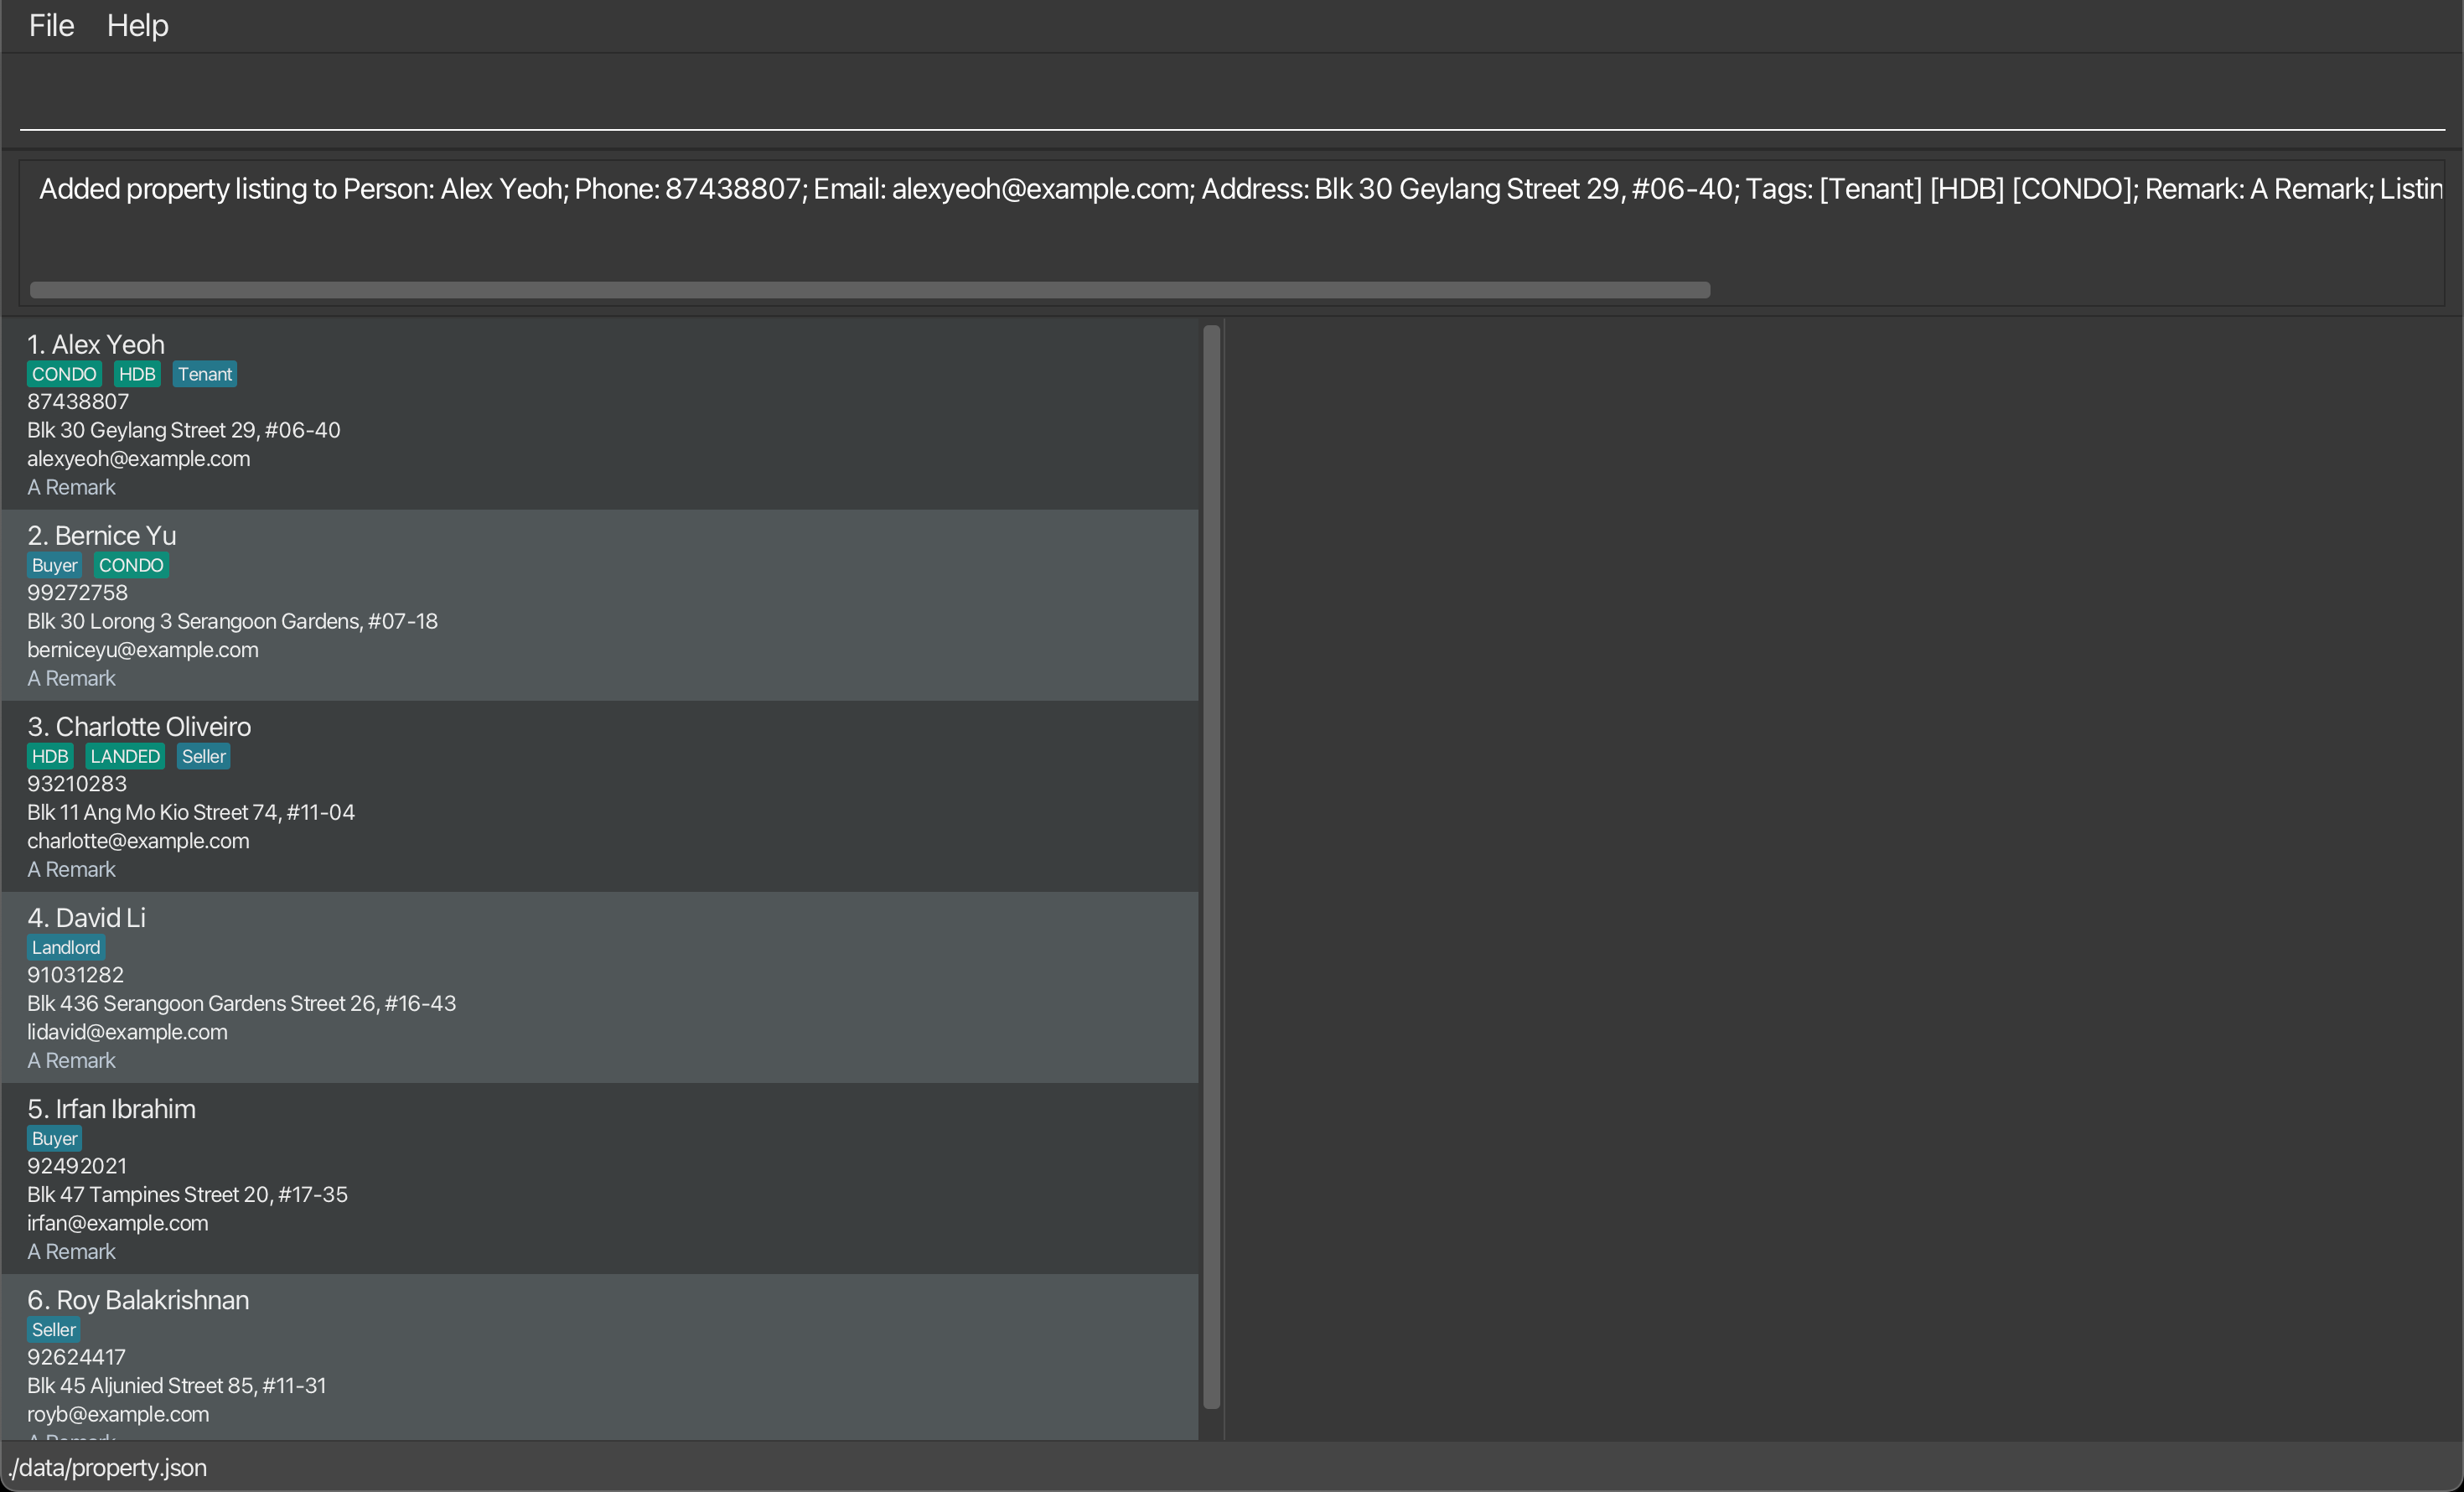 File Help
Added property listing to Person: Alex Yeoh; Phone: 87438807; Email: alexyeoh@example.com; Address: Blk 30 Geylang Street 29, #06-40; Tags: [Tenant] [HDB] [CONDO]; Remark: A Remark; Listin
1. Alex Yeoh
CONDO HDB Tenant
87438807
Blk 30 Geylang Street 29, #06-40
alexyeoh@example.com
A Remark
2. Bernice Yu
Buyer CONDO
99272758
Blk 30 Lorong 3 Serangoon Gardens, #07-18
berniceyu@example.com
A Remark
3. Charlotte Oliveiro
HDB LANDED Seller
93210283
Blk 11 Ang Mo Kio Street 74, #11-04
charlotte@example.com
A Remark
4. David Li
Landlord
91031282
Blk 436 Serangoon Gardens Street 26, #16-43
lidavid@example.com
A Remark
5. Irfan Ibrahim
Buyer
92492021
Blk 47 Tampines Street 20, #17-35
irfan@example.com
A Remark
6. Roy Balakrishnan
Seller
92624417
Blk 45 Aljunied Street 85, #11-31
royb@example.com
./data/property.json